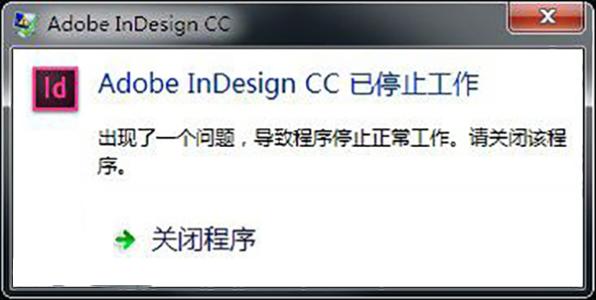 Adobe InDesign CC
Id
Adobe InDesign CC 已停止工作
出现了一个问题，导致程序停止正常工作。请关闭该程
序。
关闭程序